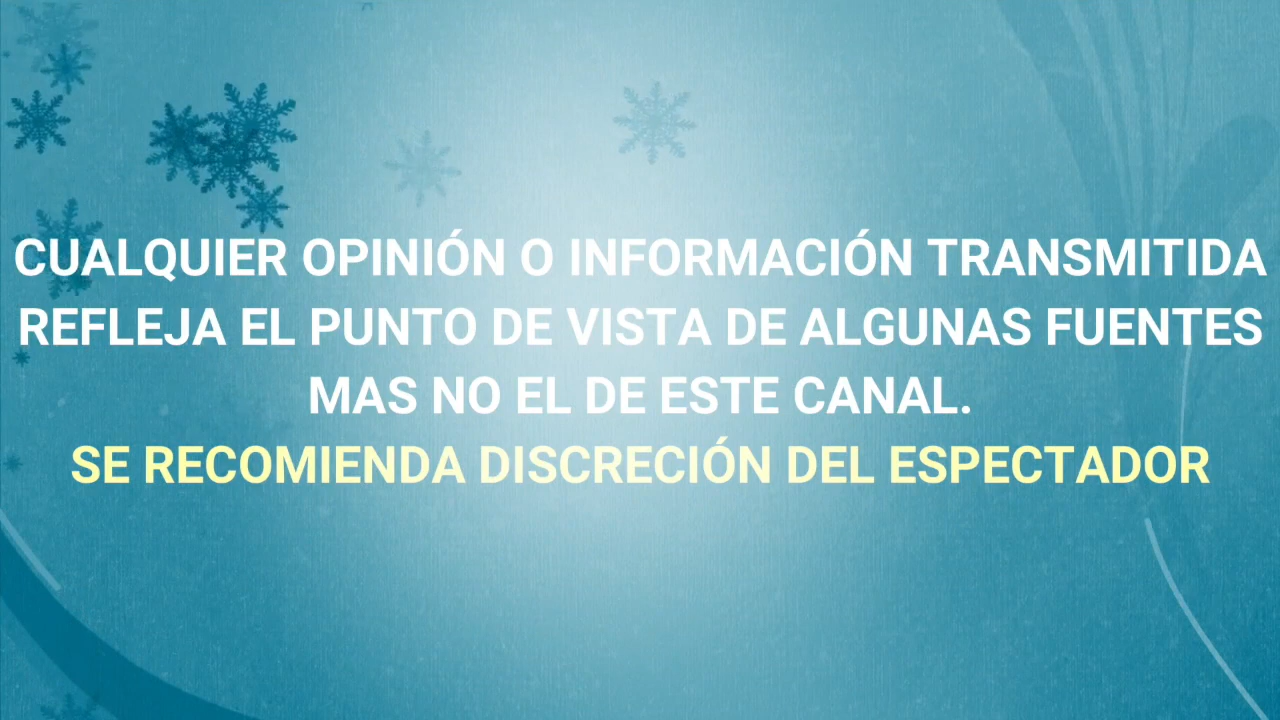 CUALQUIER OPINIÓN O INFORMACIÓN TRANSMITIDA
REFLEJA EL PUNTO DE VISTA DE ALGUNAS FUENTES
MAS NO EL DE ESTE CANAL.
SE RECOMIENDA DISCRECIÓN DEL ESPECTADOR